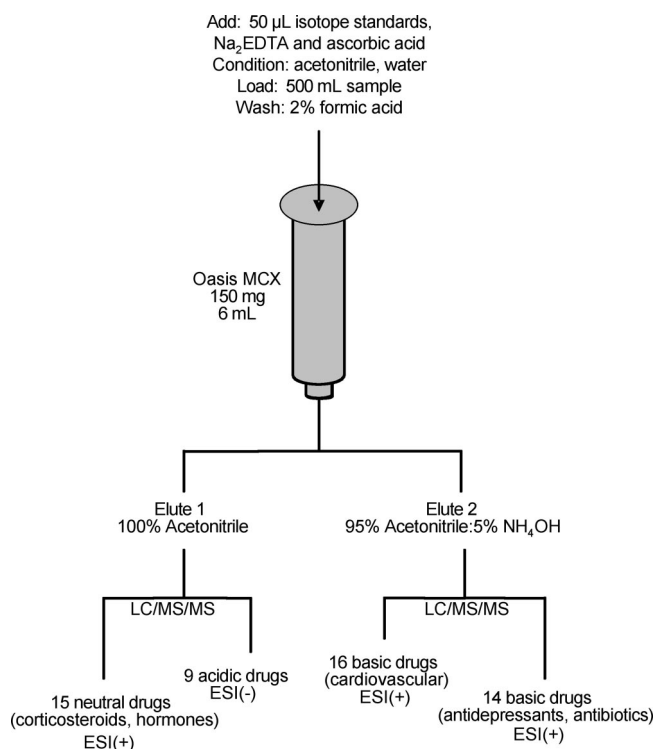 Add: 50 µL isotope standards,
Na₂EDTA and ascorbic acid
Condition: acetonitrile, water
Load: 500 mL sample
Wash: 2% formic acid
Oasis MCX
150 mg
6 mL
Elute 1
100% Acetonitrile
Elute 2
95% Acetonitrile:5% NH₄OH
LC/MS/MS
LC/MS/MS
15 neutral drugs
(corticosteroids, hormones)
ESI(+)
9 acidic drugs
ESI(-)
16 basic drugs
(cardiovascular)
ESI(+)
14 basic drugs
(antidepressants, antibiotics)
ESI(+)